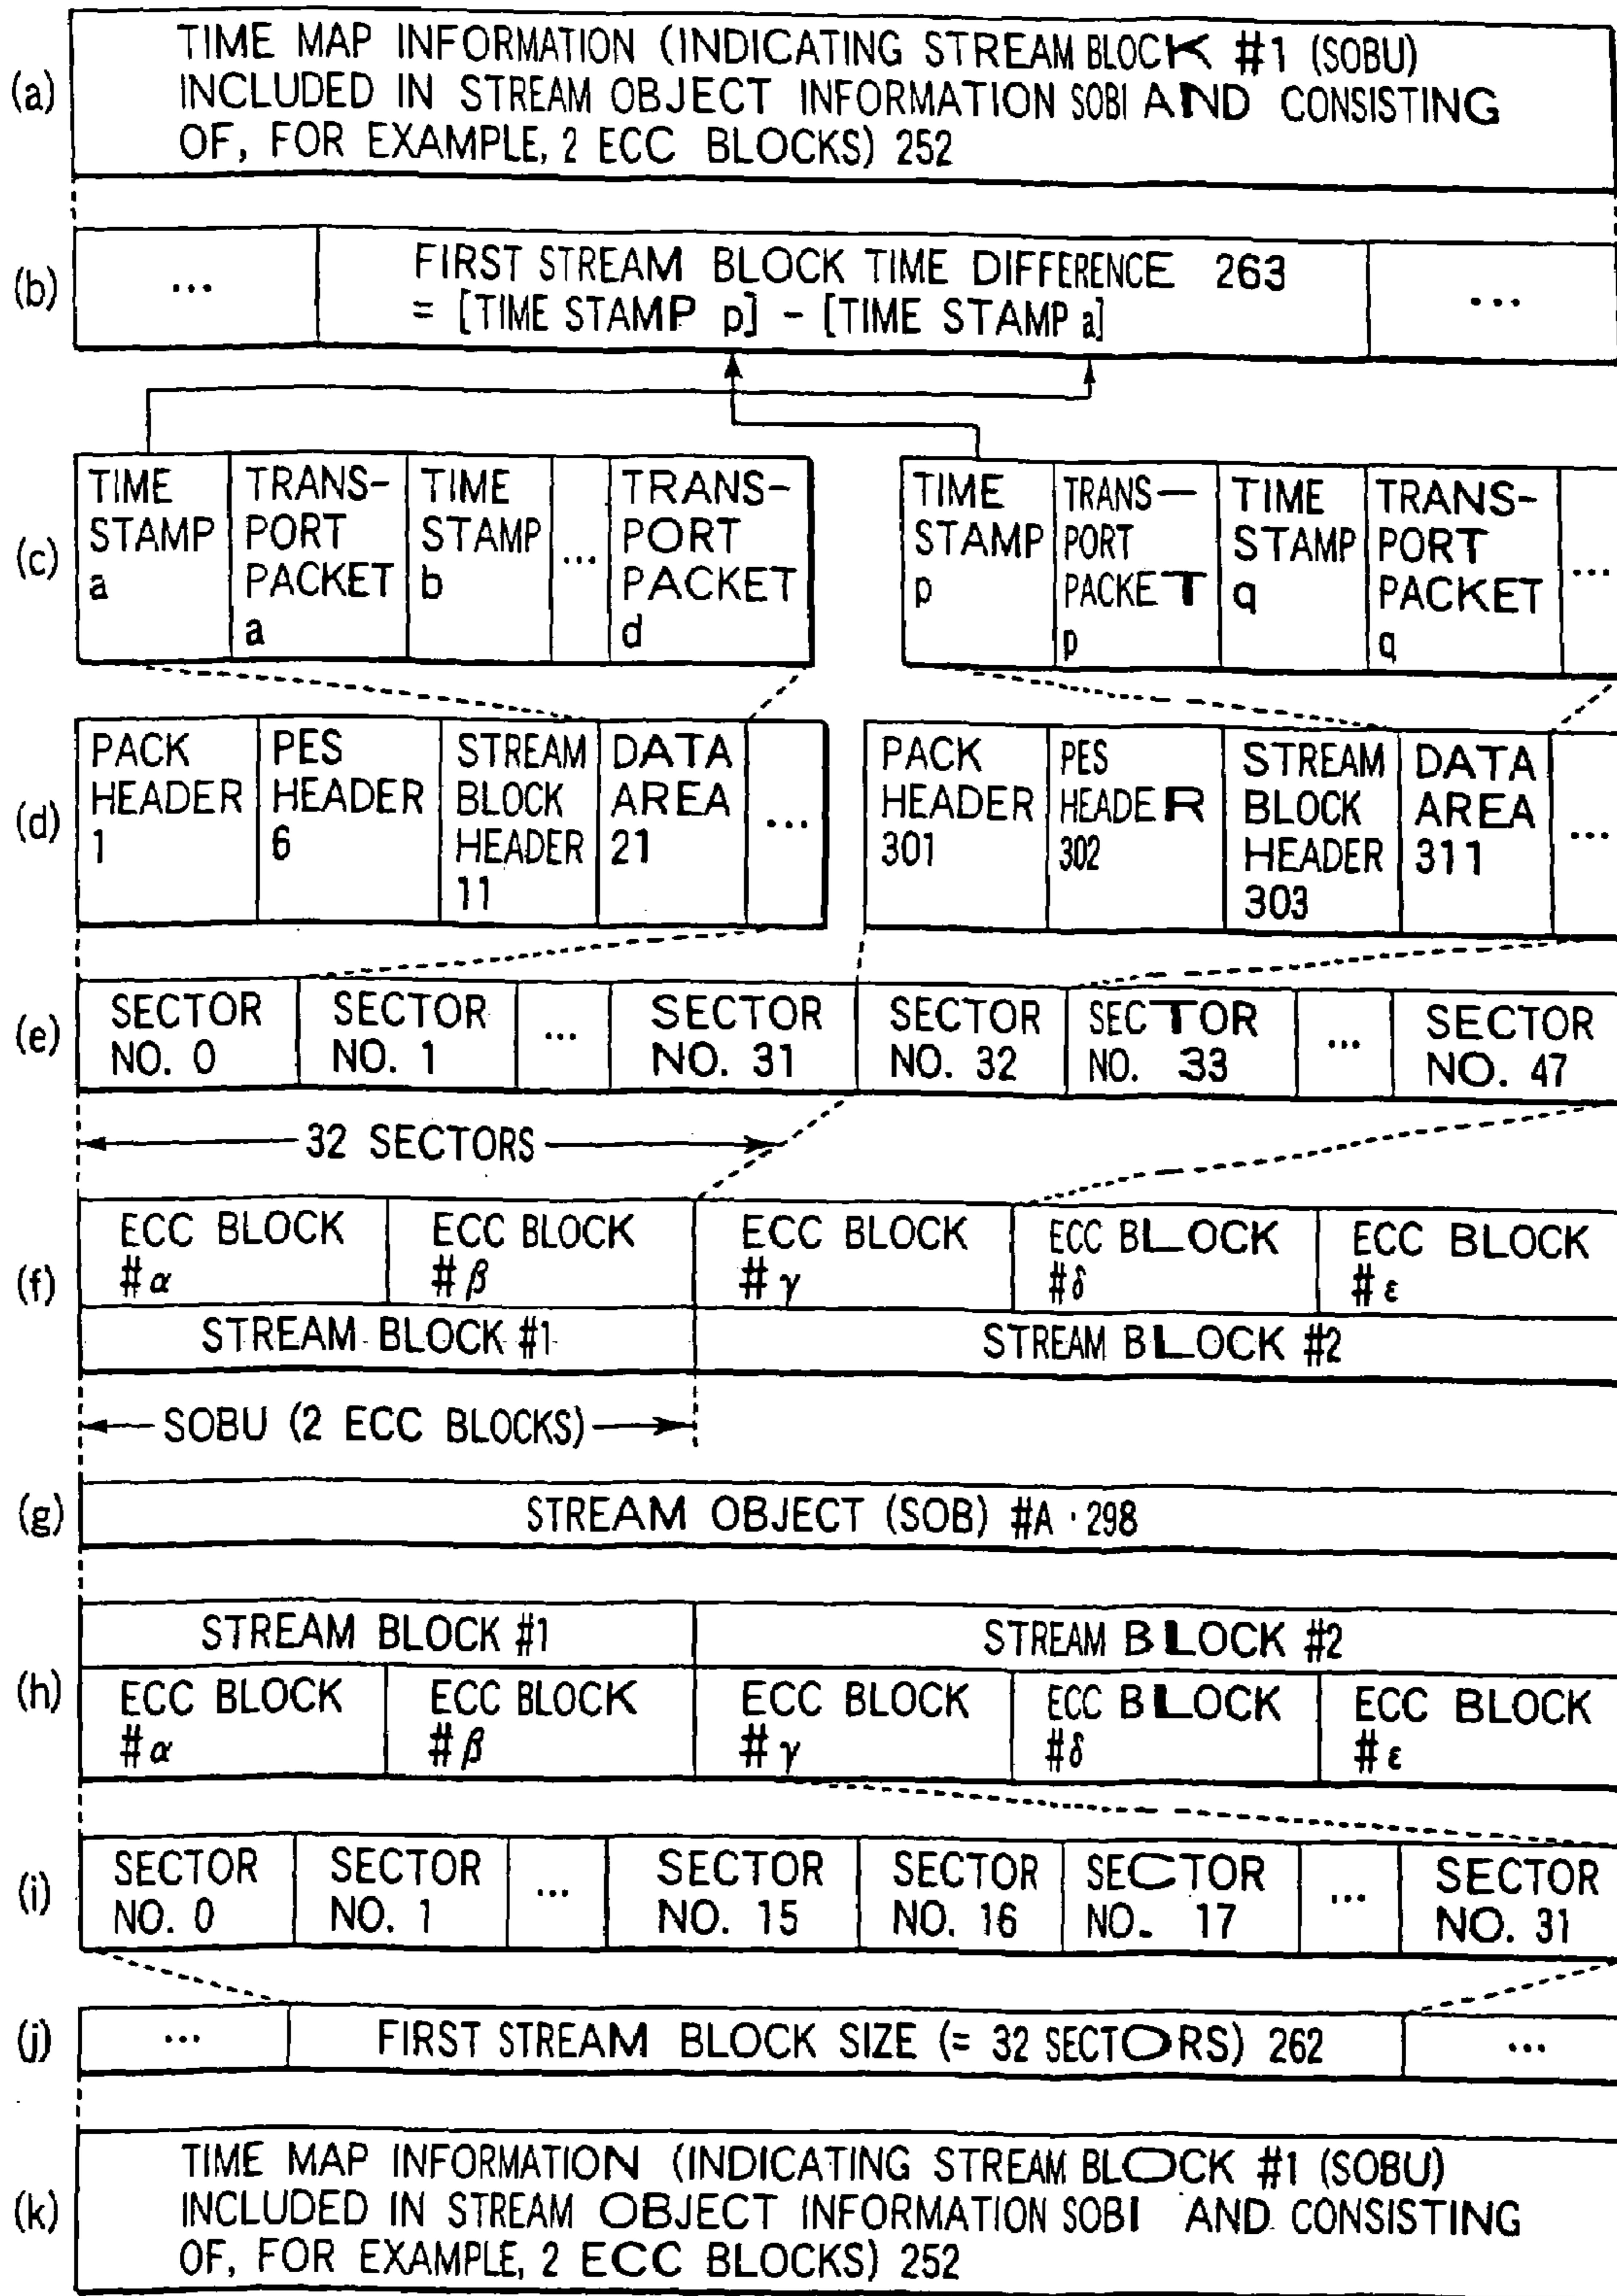 (a)
TIME MAP INFORMATION (INDICATING STREAM BLOCK #1 (SOBU)
INCLUDED IN STREAM OBJECT INFORMATION SOBI AND CONSISTING
OF, FOR EXAMPLE, 2 ECC BLOCKS) 252
(b)
...
FIRST STREAM BLOCK TIME DIFFERENCE 263
= [TIME STAMP p] - [TIME STAMP a]
...
(c)
TIME
STAMP
a
TRANS-
PORT
PACKET
a
TIME
STAMP
b
...
TRANS-
PORT
PACKET
d
TIME
STAMP
p
TRANS-
PORT
PACKET
p
TIME
STAMP
q
TRANS-
PORT
PACKET
q
...
(d)
PACK
HEADER
1
PES
HEADER
6
STREAM
BLOCK
HEADER
11
DATA
AREA
21
...
PACK
HEADER
301
PES
HEADER
302
STREAM
BLOCK
HEADER
303
DATA
AREA
311
...
(e)
SECTOR
NO. 0
SECTOR
NO. 1
...
SECTOR
NO. 31
SECTOR
NO. 32
SECTOR
NO. 33
...
SECTOR
NO. 47
32 SECTORS
(f)
ECC BLOCK
#α
ECC BLOCK
#β
ECC BLOCK
#γ
ECC BLOCK
#δ
ECC BLOCK
#ε
STREAM BLOCK #1
STREAM BLOCK #2
SOBU (2 ECC BLOCKS)
(g)
STREAM OBJECT (SOB) #A · 298
(h)
STREAM BLOCK #1
STREAM BLOCK #2
ECC BLOCK
#α
ECC BLOCK
#β
ECC BLOCK
#γ
ECC BLOCK
#δ
ECC BLOCK
#ε
(i)
SECTOR
NO. 0
SECTOR
NO. 1
...
SECTOR
NO. 15
SECTOR
NO. 16
SECTOR
NO. 17
...
SECTOR
NO. 31
(j)
...
FIRST STREAM BLOCK SIZE (= 32 SECTORS) 262
...
(k)
TIME MAP INFORMATION (INDICATING STREAM BLOCK #1 (SOBU)
INCLUDED IN STREAM OBJECT INFORMATION SOBI AND CONSISTING
OF, FOR EXAMPLE, 2 ECC BLOCKS) 252